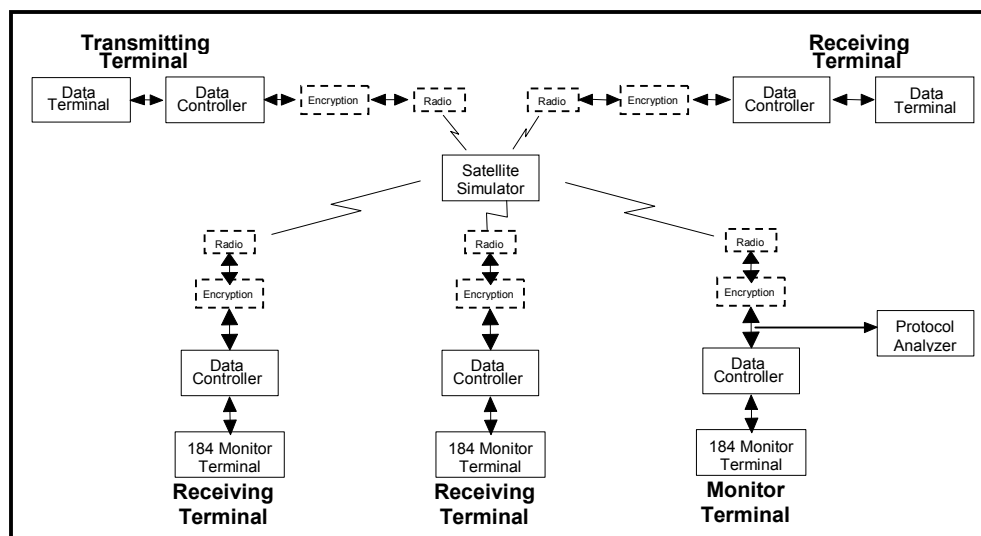 Transmitting
Terminal
Receiving
Terminal
Data
Terminal
Data
Controller
Encryption
Radio
Radio
Encryption
Data
Controller
Data
Terminal
Satellite
Simulator
Radio
Radio
Radio
Encryption
Encryption
Encryption
Protocol
Analyzer
Data
Controller
Data
Controller
Data
Controller
184 Monitor
Terminal
184 Monitor
Terminal
184 Monitor
Terminal
Receiving
Terminal
Receiving
Terminal
Monitor
Terminal